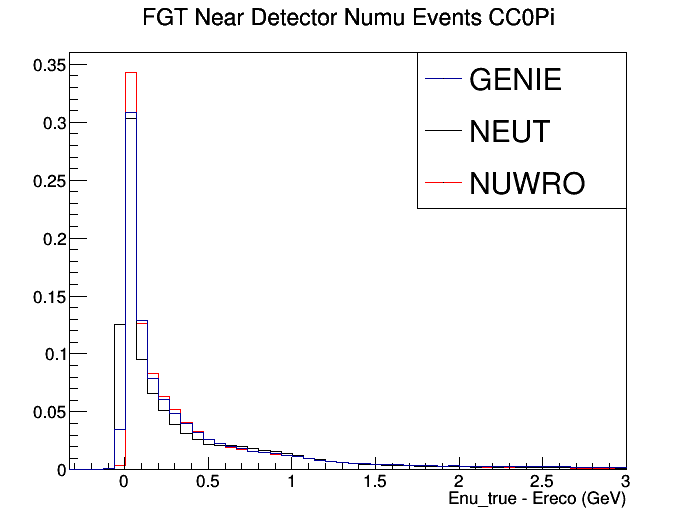 FGT Near Detector Numu Events CC0Pi
GENIE
NEUT
NUWRO
0.35
0.3
0.25
0.2
0.15
0.1
0.05
0
0 0.5 1 1.5 2 2.5 3
Enu_true - Ereco (GeV)